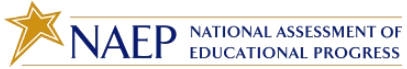 NAEP NATIONAL ASSESSMENT OF
EDUCATIONAL PROGRESS